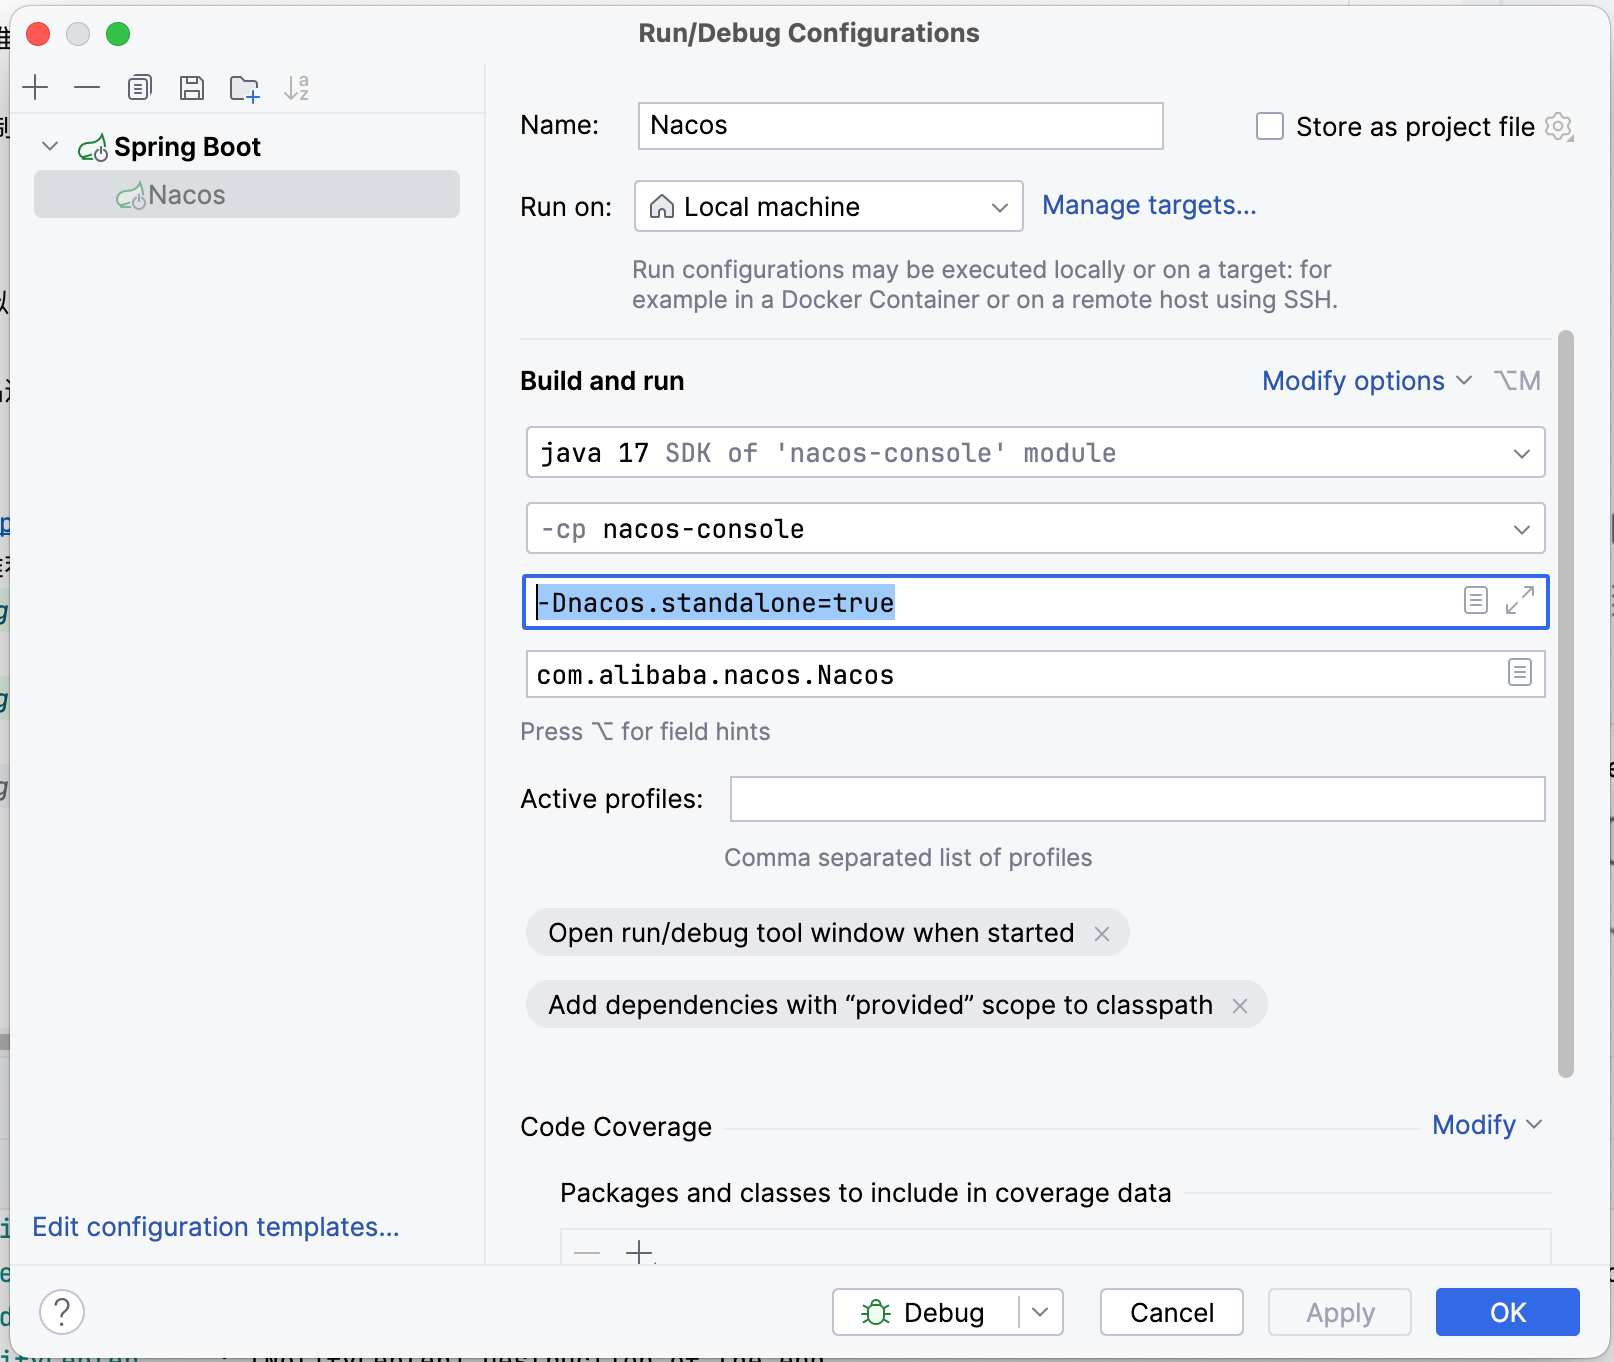 Run/Debug Configurations
Spring Boot
Nacos
Edit configuration templates...
Name: Nacos
Store as project file
Run on: Local machine
Manage targets...
Run configurations may be executed locally or on a target: for
example in a Docker Container or on a remote host using SSH.
Build and run
Modify options ⌥M
java 17 SDK of 'nacos-console' module
-cp nacos-console
-Dnacos.standalone=true
com.alibaba.nacos.Nacos
Press ⌥ for field hints
Active profiles:
Comma separated list of profiles
Open run/debug tool window when started ×
Add dependencies with “provided” scope to classpath ×
Code Coverage
Modify
Packages and classes to include in coverage data
?
Debug
Cancel
Apply
OK